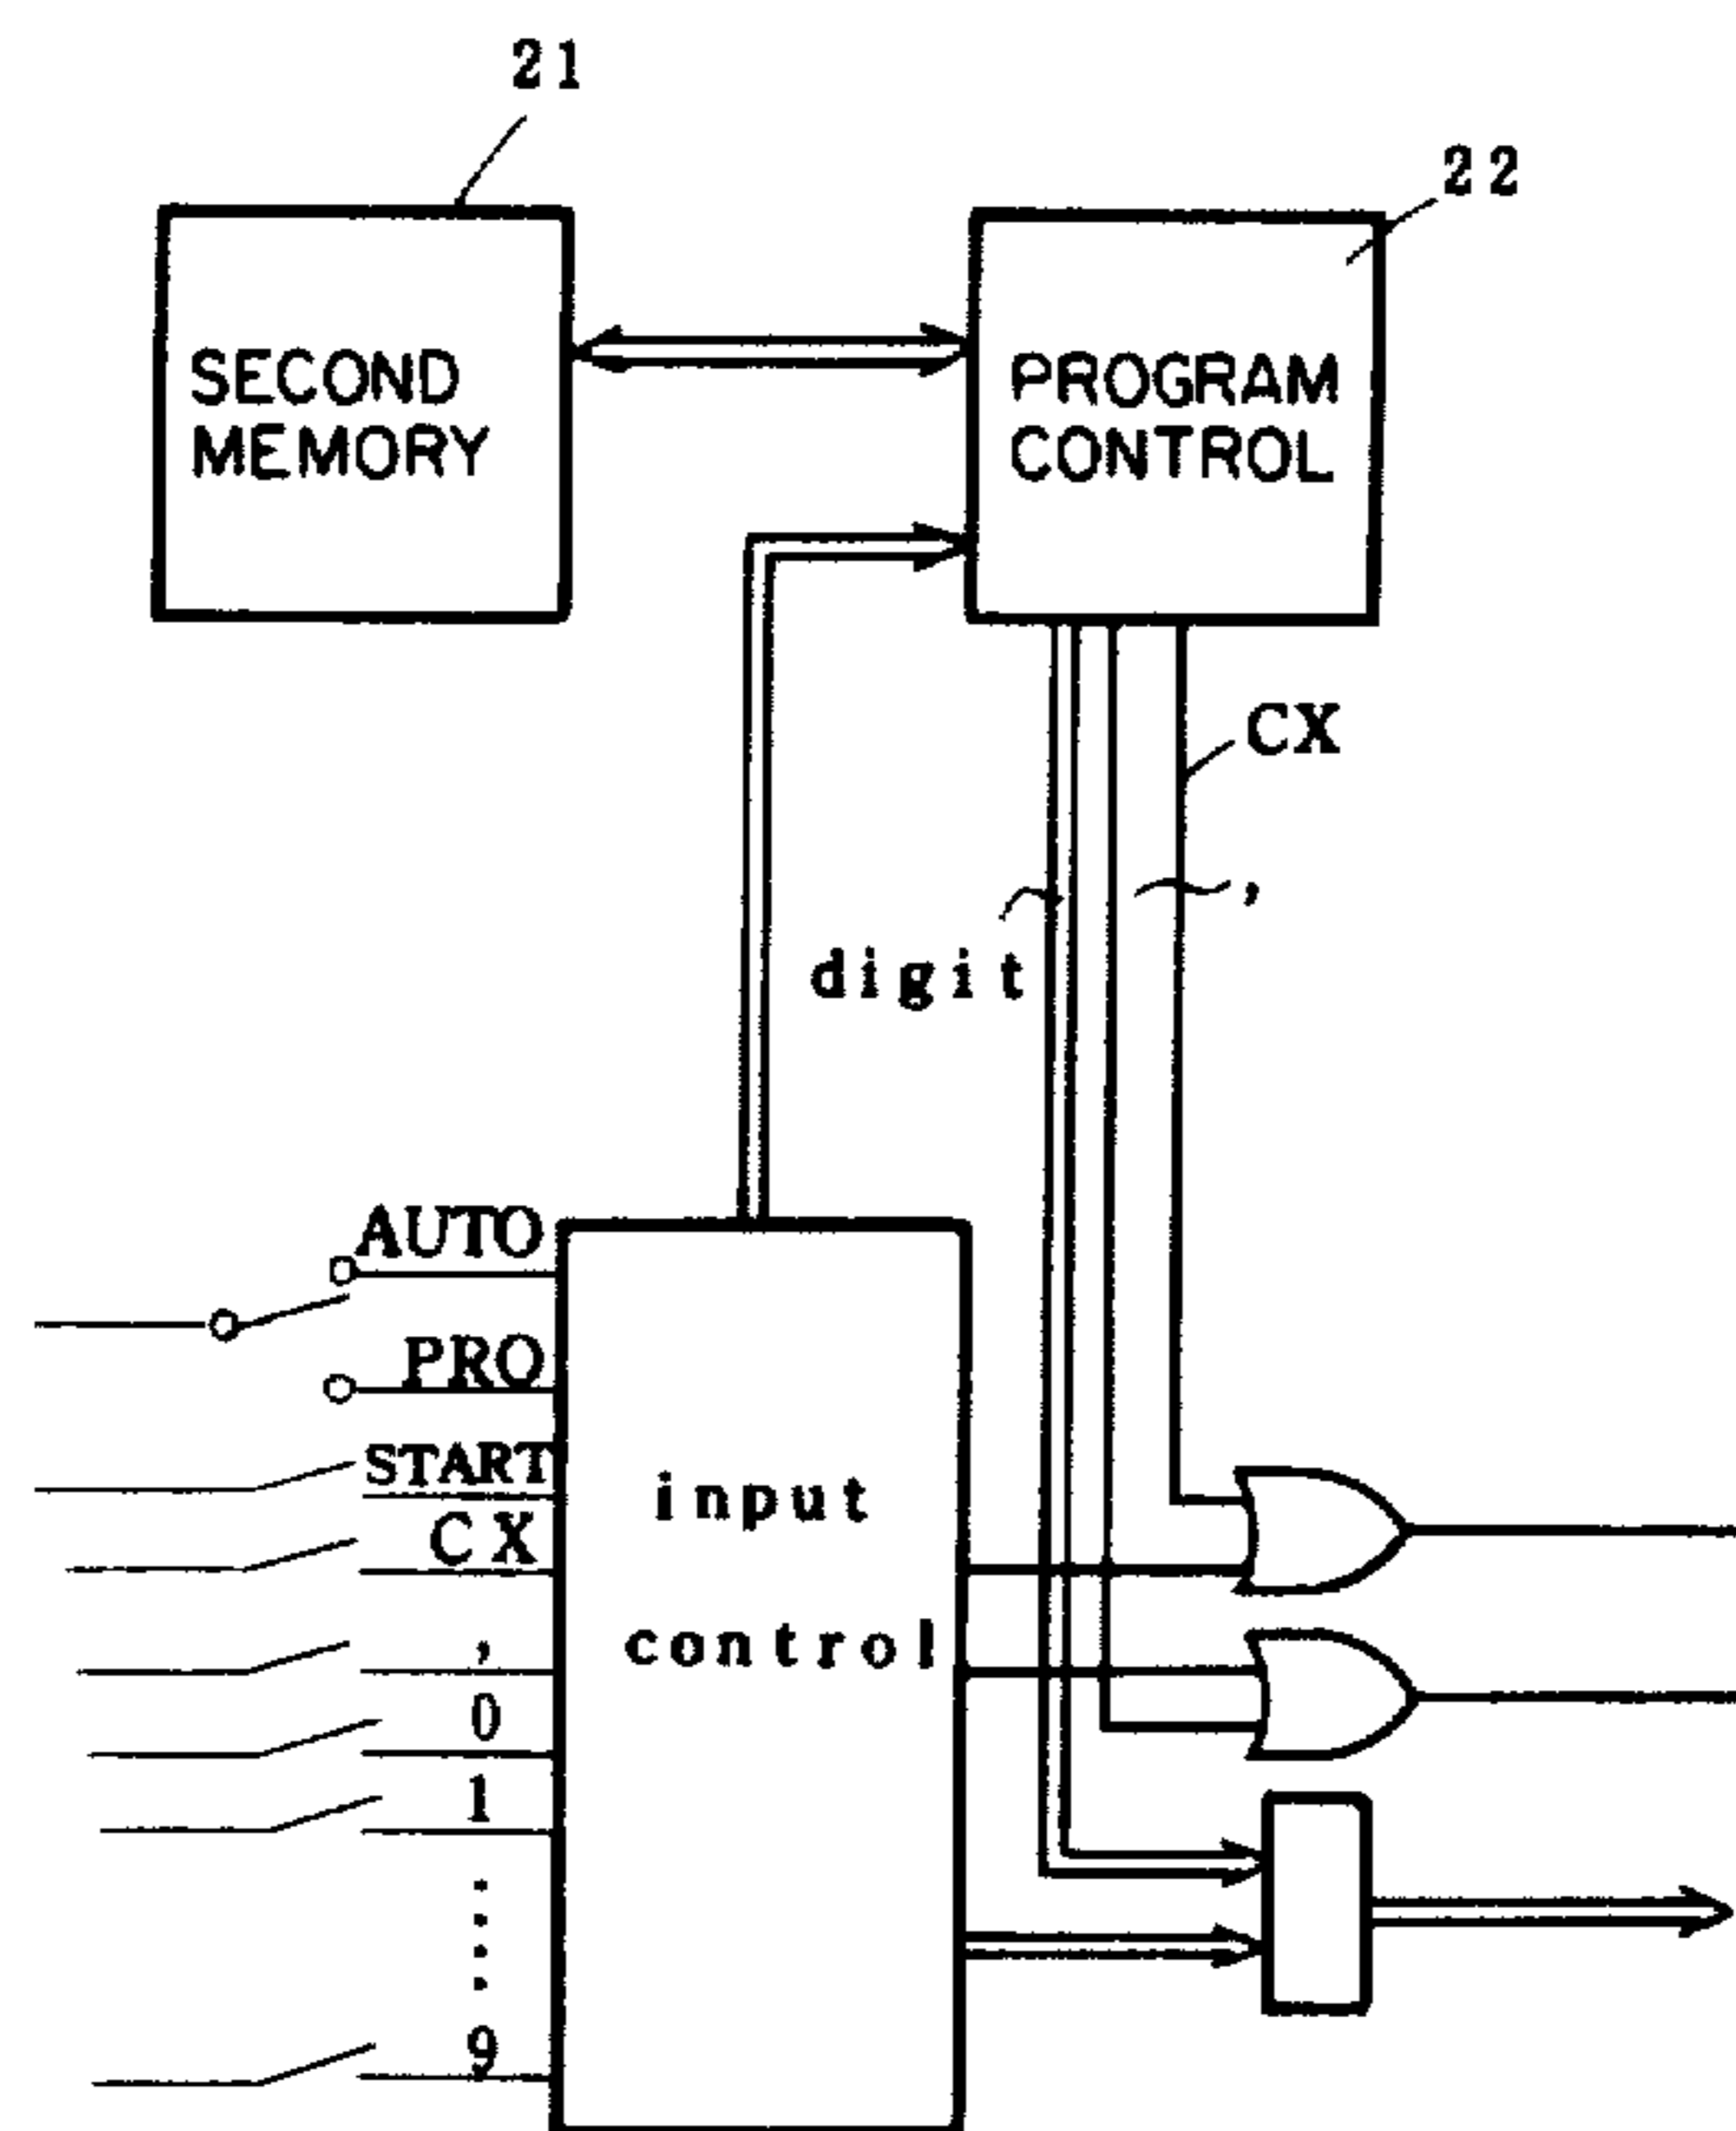 21
22
SECOND
MEMORY
PROGRAM
CONTROL
CX
,
digit
AUTO
PRO
START
CX
,
0
1
9
input
control